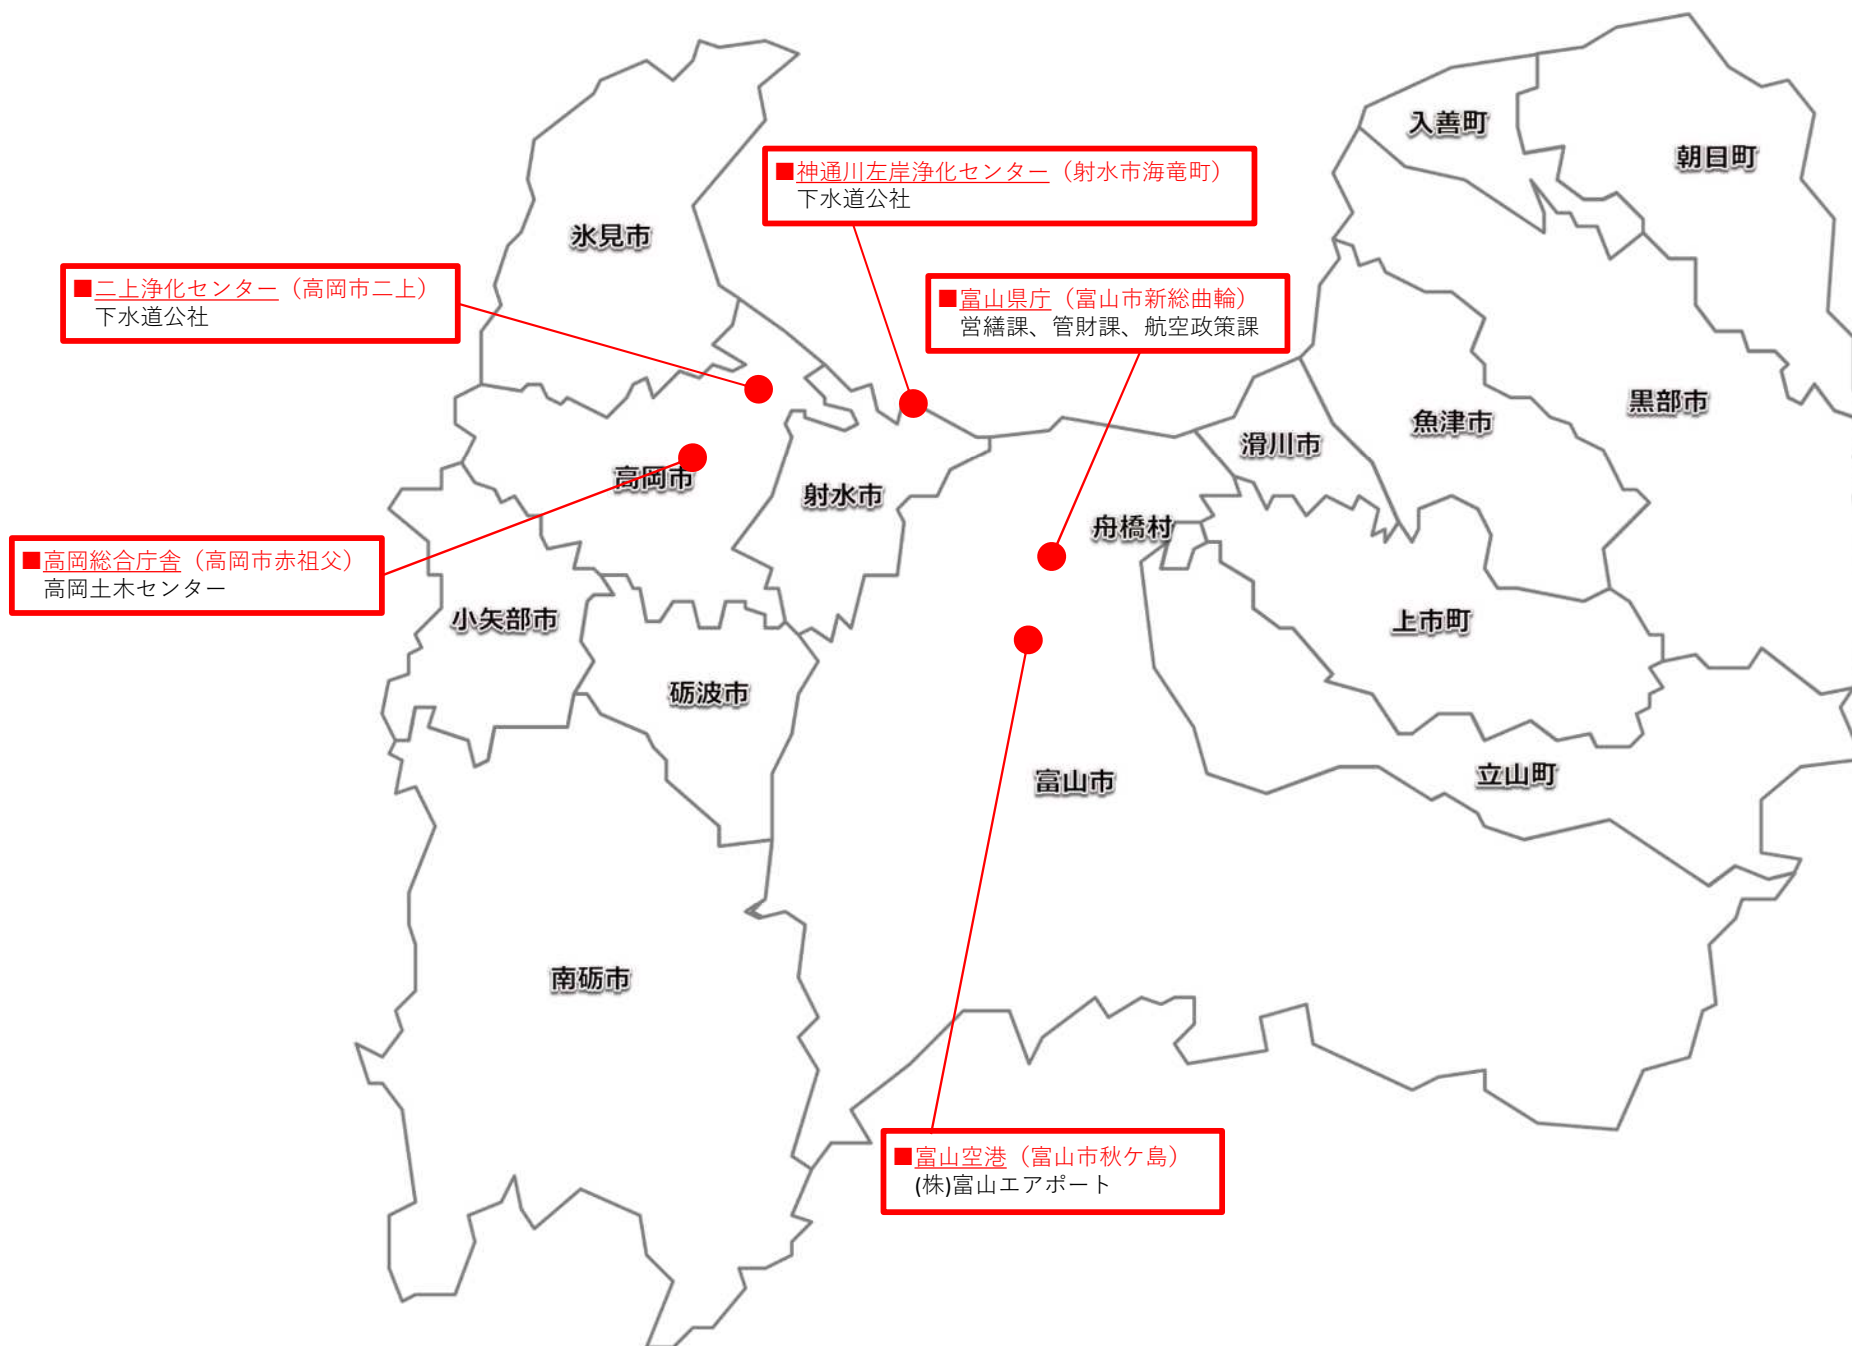 入善町
朝日町
■神通川左岸浄化センター（射水市海竜町）
下水道公社
氷見市
■二上浄化センター（高岡市二上）
下水道公社
■富山県庁（富山市新総曲輪）
営繕課、管財課、航空政策課
黒部市
魚津市
滑川市
高岡市
射水市
舟橋村
■高岡総合庁舎（高岡市赤祖父）
高岡土木センター
小矢部市
上市町
砺波市
立山町
富山市
南砺市
■富山空港（富山市秋ケ島）
(株)富山エアポート